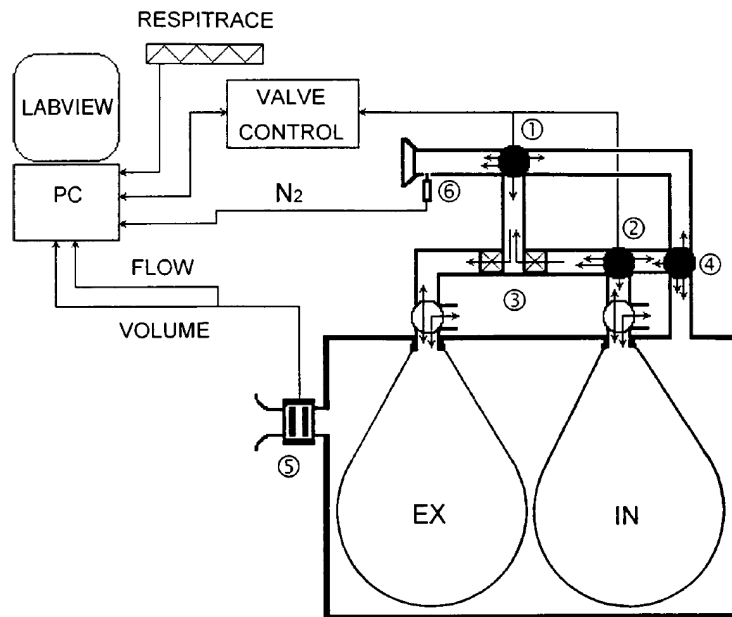 RESPITRACE
LABVIEW
VALVE
CONTROL
①
PC
N₂
⑥
②
④
FLOW
③
VOLUME
⑤
EX
IN